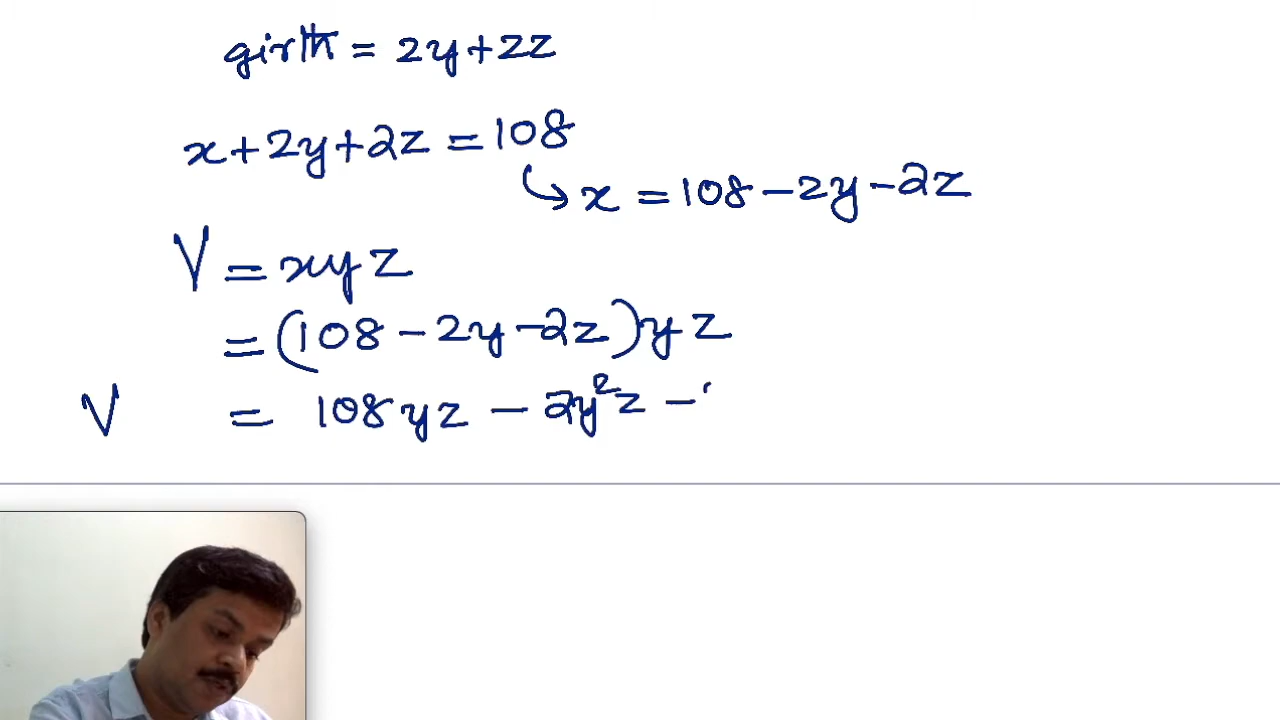 girth = 2y+2z
x+2y+2z = 108
↳ x = 108-2y-2z
V = xyz
= (108-2y-2z)yz
V = 108yz - 2y²z -